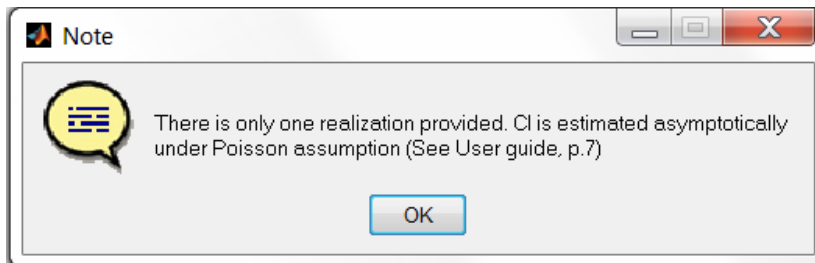 Note
There is only one realization provided. CI is estimated asymptotically
under Poisson assumption (See User guide, p.7)
OK